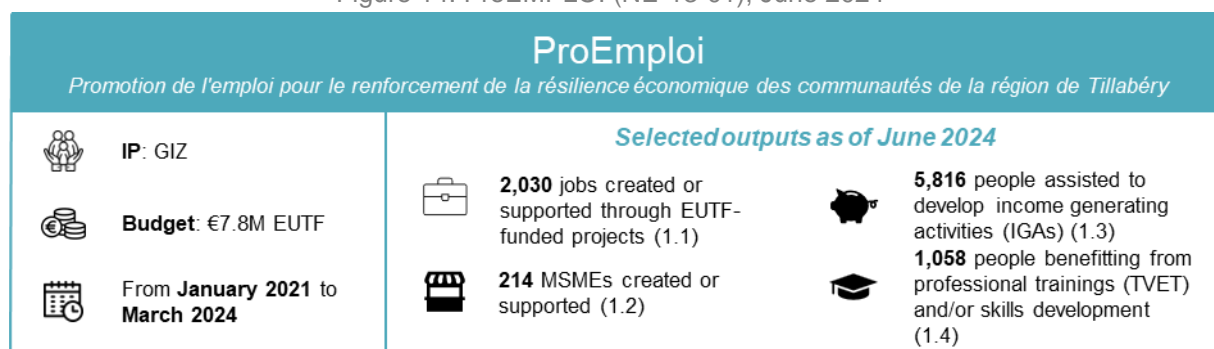 ProEmploi
Promotion de l'emploi pour le renforcement de la résilience économique des communautés de la région de Tillabéry
IP: GIZ
Budget: €7.8M EUTF
From January 2021 to
March 2024
Selected outputs as of June 2024
2,030 jobs created or
supported through EUTF-
funded projects (1.1)
214 MSMEs created or
supported (1.2)
5,816 people assisted to
develop income generating
activities (IGAs) (1.3)
1,058 people benefitting from
professional trainings (TVET)
and/or skills development
(1.4)